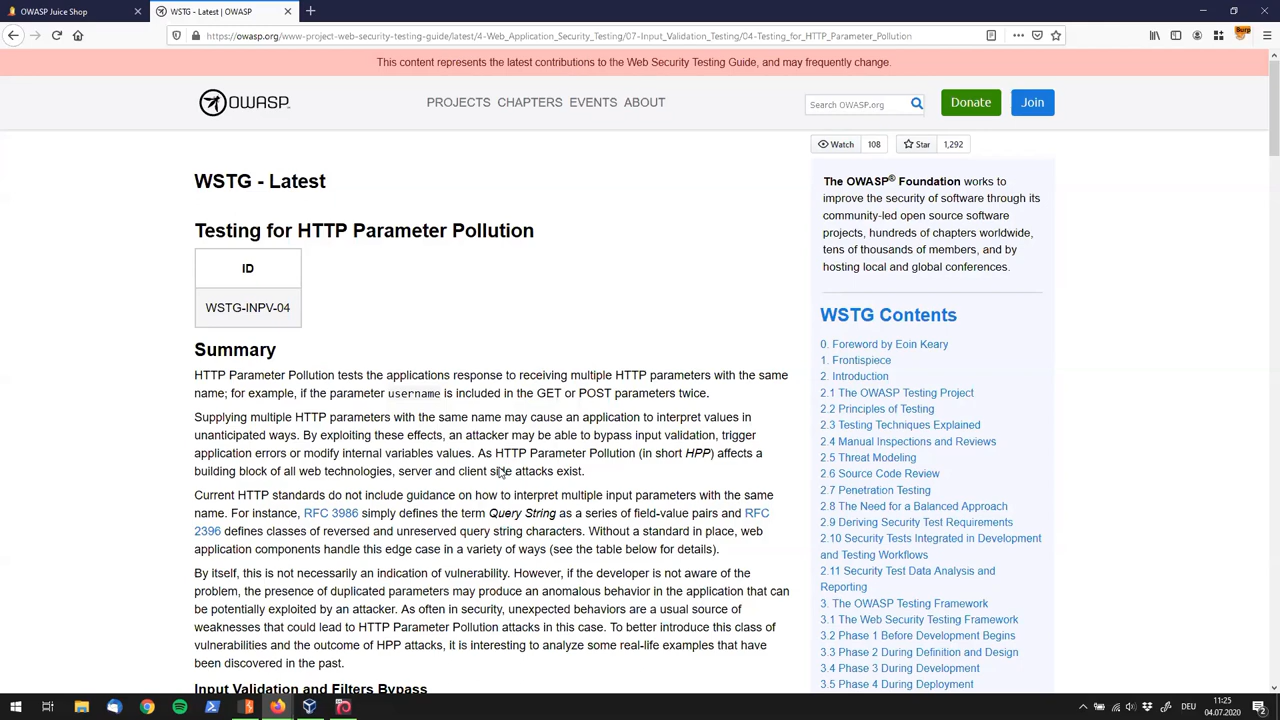 OWASP Juice Shop
WSTG - Latest | OWASP
https://owasp.org/www-project-web-security-testing-guide/latest/4-Web_Application_Security_Testing/07-Input_Validation_Testing/04-Testing_for_HTTP_Parameter_Pollution
Burp
This content represents the latest contributions to the Web Security Testing Guide, and may frequently change.
OWASP
PROJECTS CHAPTERS EVENTS ABOUT
Search OWASP.org
Donate
Join
Watch 108 Star 1,292
WSTG - Latest
Testing for HTTP Parameter Pollution
ID
WSTG-INPV-04
Summary
HTTP Parameter Pollution tests the applications response to receiving multiple HTTP parameters with the same
name; for example, if the parameter username is included in the GET or POST parameters twice.
Supplying multiple HTTP parameters with the same name may cause an application to interpret values in
unanticipated ways. By exploiting these effects, an attacker may be able to bypass input validation, trigger
application errors or modify internal variables values. As HTTP Parameter Pollution (in short HPP) affects a
building block of all web technologies, server and client side attacks exist.
Current HTTP standards do not include guidance on how to interpret multiple input parameters with the same
name. For instance, RFC 3986 simply defines the term Query String as a series of field-value pairs and RFC
2396 defines classes of reversed and unreserved query string characters. Without a standard in place, web
application components handle this edge case in a variety of ways (see the table below for details).
By itself, this is not necessarily an indication of vulnerability. However, if the developer is not aware of the
problem, the presence of duplicated parameters may produce an anomalous behavior in the application that can
be potentially exploited by an attacker. As often in security, unexpected behaviors are a usual source of
weaknesses that could lead to HTTP Parameter Pollution attacks in this case. To better introduce this class of
vulnerabilities and the outcome of HPP attacks, it is interesting to analyze some real-life examples that have
been discovered in the past.
Input Validation and Filters Bypass
The OWASP® Foundation works to
improve the security of software through its
community-led open source software
projects, hundreds of chapters worldwide,
tens of thousands of members, and by
hosting local and global conferences.
WSTG Contents
0. Foreword by Eoin Keary
1. Frontispiece
2. Introduction
2.1 The OWASP Testing Project
2.2 Principles of Testing
2.3 Testing Techniques Explained
2.4 Manual Inspections and Reviews
2.5 Threat Modeling
2.6 Source Code Review
2.7 Penetration Testing
2.8 The Need for a Balanced Approach
2.9 Deriving Security Test Requirements
2.10 Security Tests Integrated in Development
and Testing Workflows
2.11 Security Test Data Analysis and
Reporting
3. The OWASP Testing Framework
3.1 The Web Security Testing Framework
3.2 Phase 1 Before Development Begins
3.3 Phase 2 During Definition and Design
3.4 Phase 3 During Development
3.5 Phase 4 During Deployment
DEU
11:25
04.07.2020
2